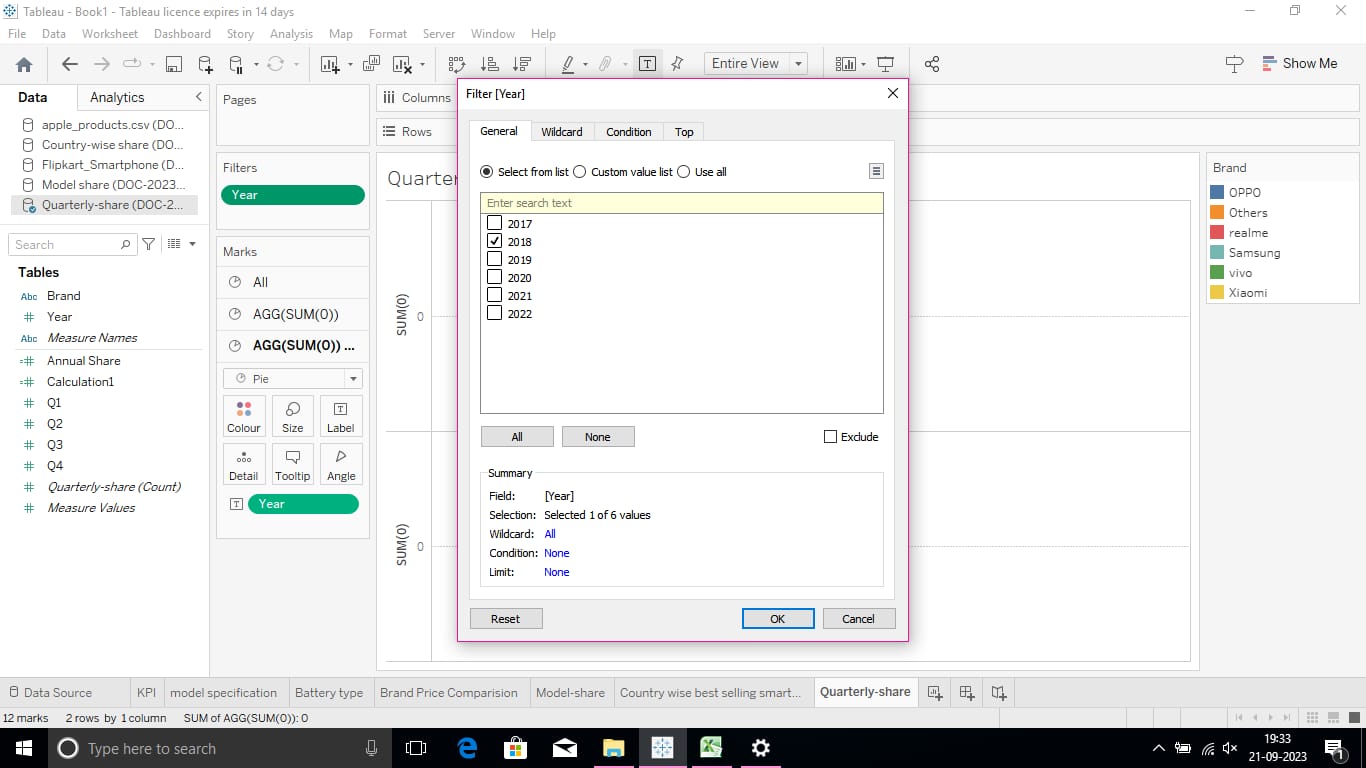 Tableau - Book1 - Tableau licence expires in 14 days
File Data Worksheet Dashboard Story Analysis Map Format Server Window Help
Entire View
Show Me
Data Analytics
apple_products.csv (DO...
Country-wise share (DO...
Flipkart_Smartphone (D...
Model share (DOC-2023...
Quarterly-share (DOC-2...
Search
Tables
Abc Brand
Year
Abc Measure Names
Annual Share
Calculation1
Q1
Q2
Q3
Q4
Quarterly-share (Count)
Measure Values
Pages
Filters
Year
Marks
All
AGG(SUM(0))
AGG(SUM(0)) ...
Pie
Colour Size Label
Detail Tooltip Angle
Year
Columns
Rows
Quarter
SUM(0)
0
SUM(0)
0
Filter [Year]
General Wildcard Condition Top
Select from list Custom value list Use all
Enter search text
2017
2018
2019
2020
2021
2022
All None Exclude
Summary
Field: [Year]
Selection: Selected 1 of 6 values
Wildcard: All
Condition: None
Limit: None
Reset OK Cancel
Brand
OPPO
Others
realme
Samsung
vivo
Xiaomi
Data Source KPI model specification Battery type Brand Price Comparision Model-share Country wise best selling smart... Quarterly-share
12 marks 2 rows by 1 column SUM of AGG(SUM(0)): 0
Type here to search
19:33
21-09-2023
1